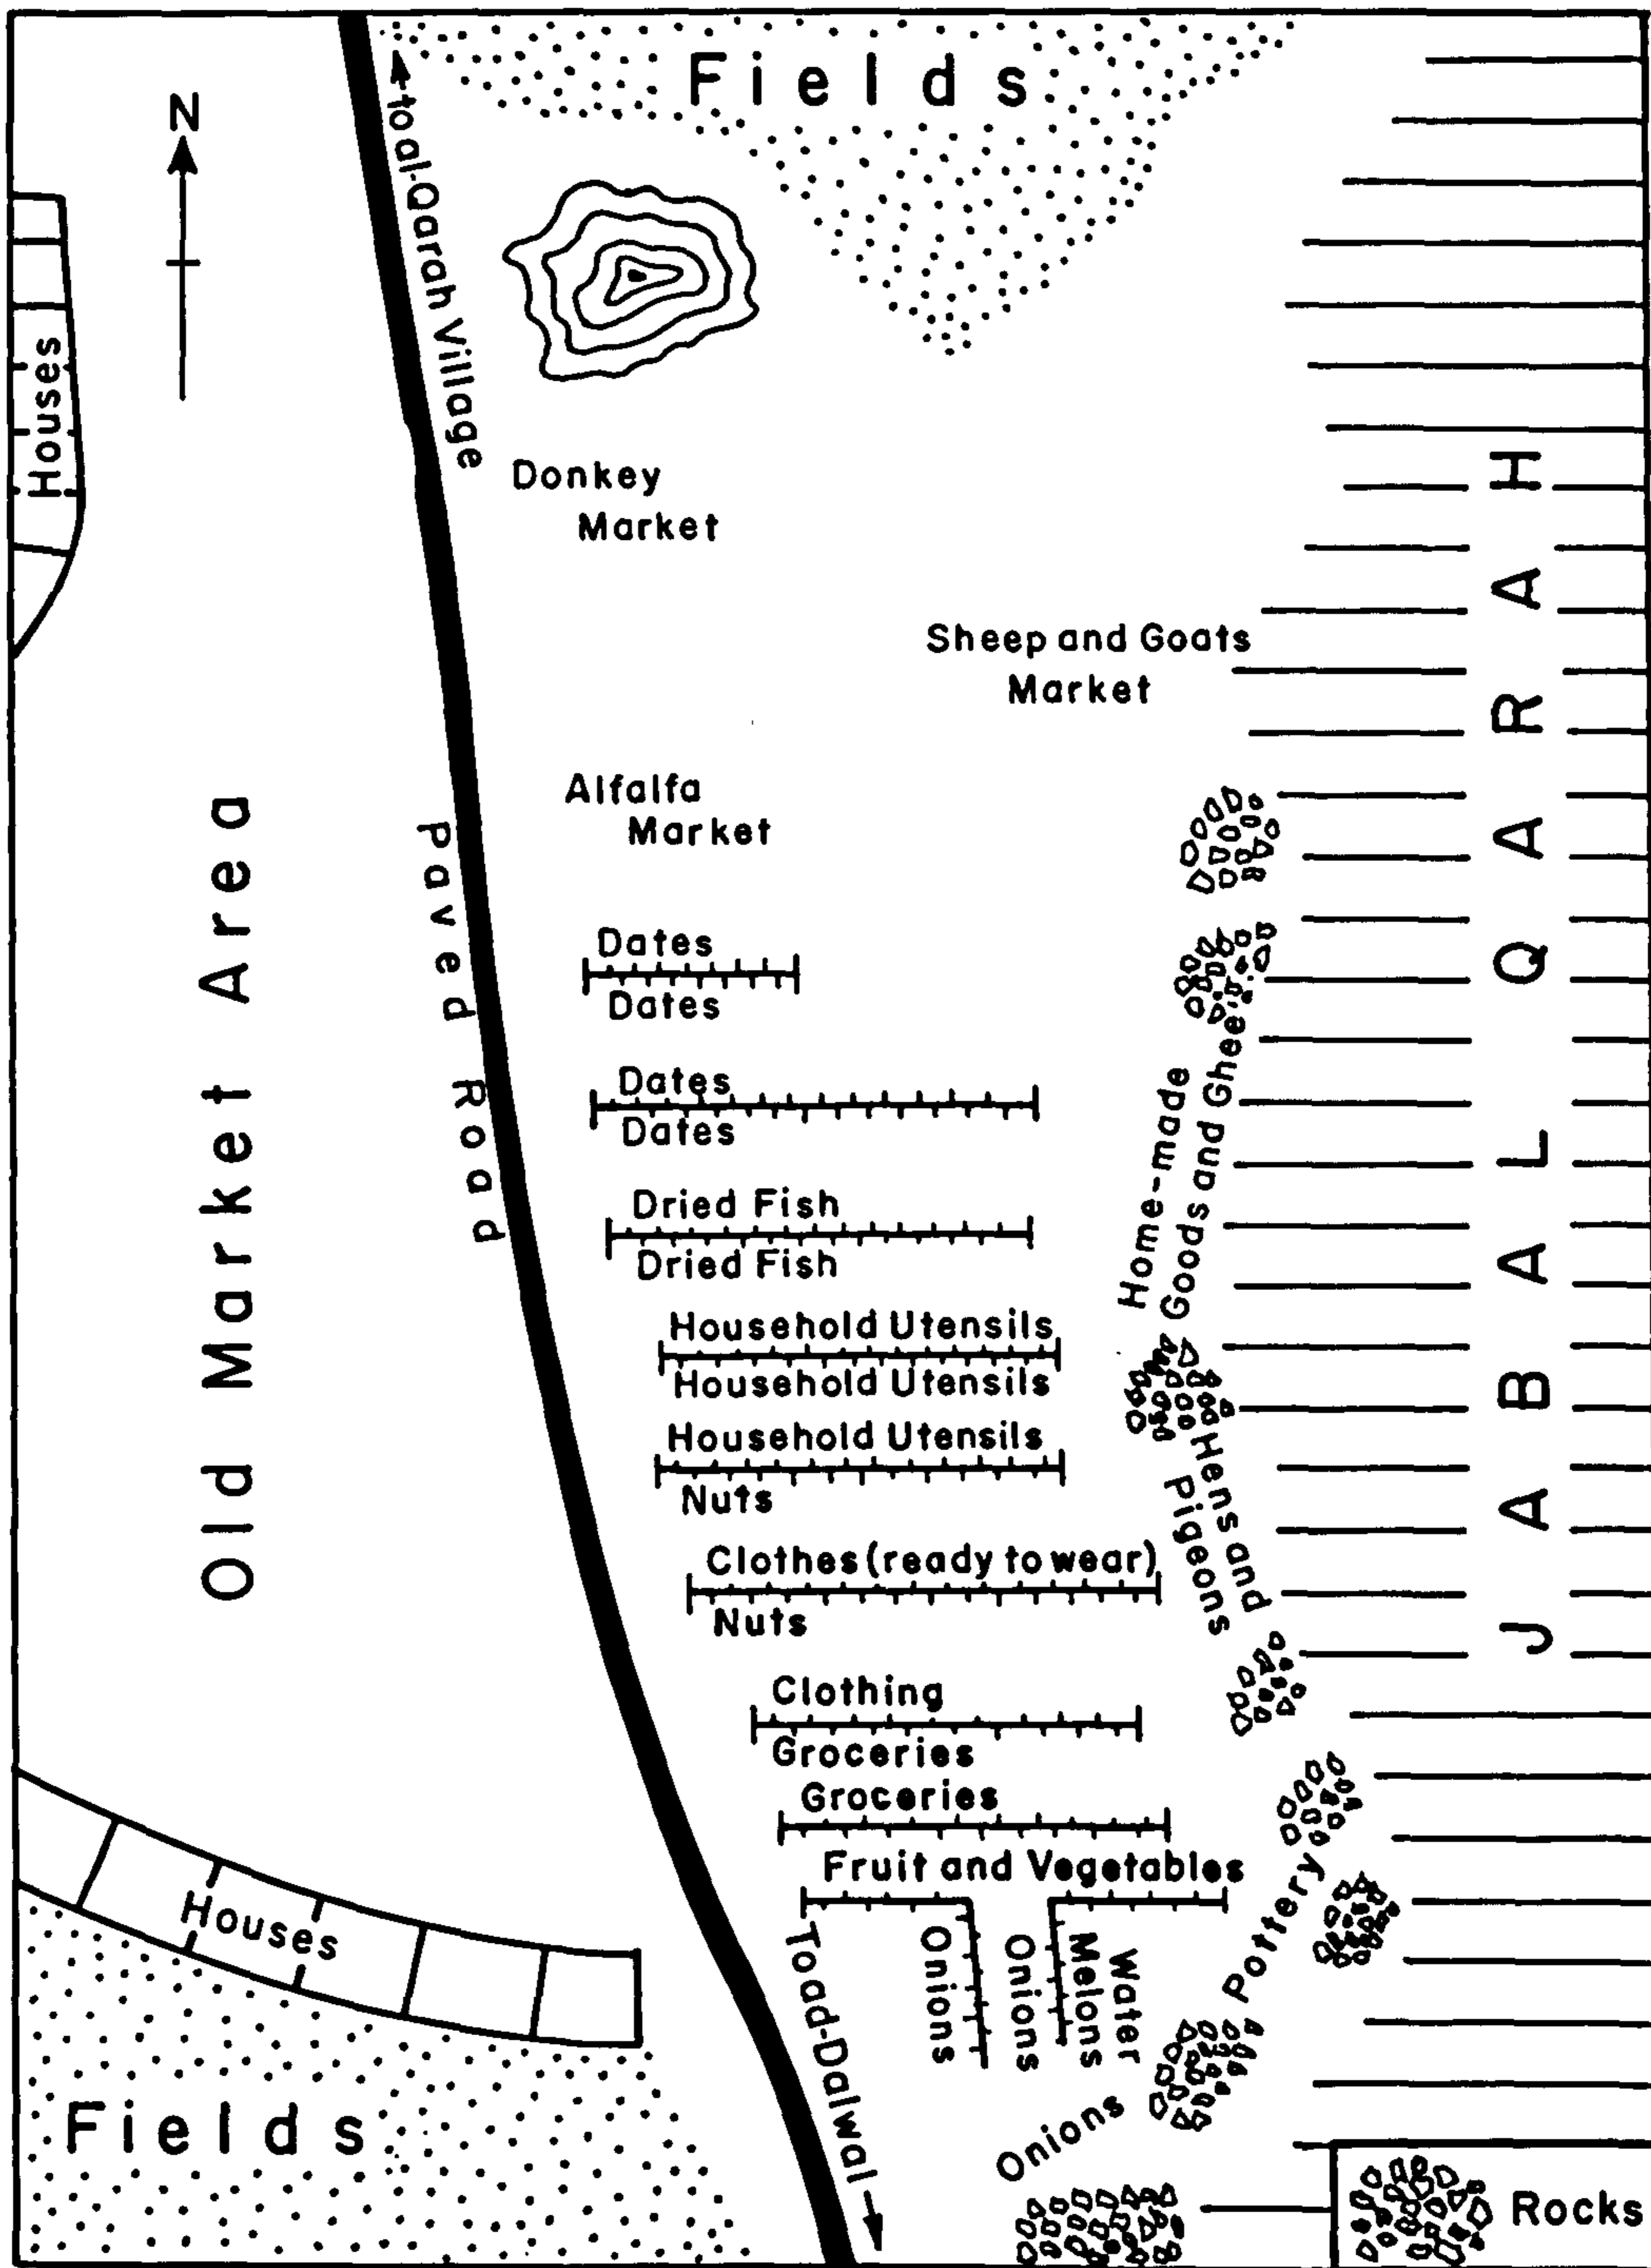 Fields
N
to al-Qarah Village
Houses
Donkey
Market
Sheep and Goats
Market
JABAL QARAH
Alfalfa
Market
Old Market Area
Paved Road
Dates
Dates
Dates
Dates
Home-made
Goods and Ghee
Dried Fish
Dried Fish
Household Utensils
Household Utensils
Household Utensils
Nuts
Hens and
Pigeons
Clothes (ready to wear)
Nuts
Clothing
Groceries
Groceries
Fruit and Vegetables
Pottery
Houses
Onions
Onions
Water
Melons
To ad-Dalwal
Onions
Fields
Rocks